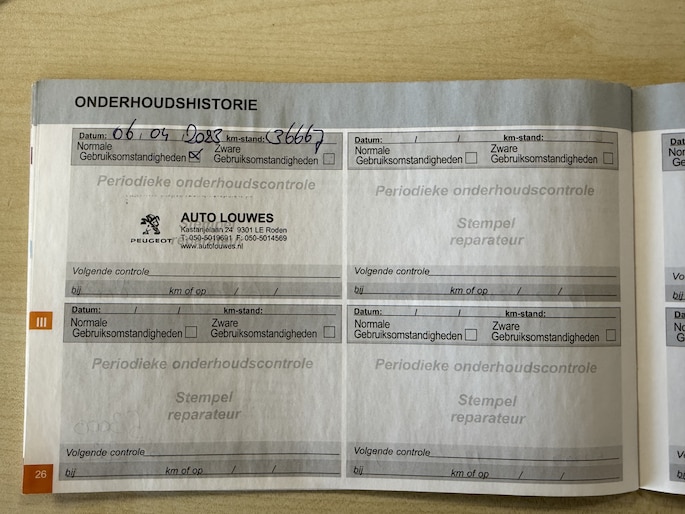 ONDERHOUDSHISTORIE
Datum: 06 / 04 / 2023 km-stand: 36667
Normale Gebruiksomstandigheden Zware Gebruiksomstandigheden
Periodieke onderhoudscontrole
PEUGEOT
AUTO LOUWES
Kastanjelaan 24 9301 LE Roden
T: 050-5019691 F: 050-5014569
www.autolouwes.nl
Volgende controle
bij km of op / /
Datum: / / km-stand:
Normale Gebruiksomstandigheden Zware Gebruiksomstandigheden
Periodieke onderhoudscontrole
Stempel
reparateur
Volgende controle
bij km of op / /
III
Datum: / / km-stand:
Normale Gebruiksomstandigheden Zware Gebruiksomstandigheden
Periodieke onderhoudscontrole
Stempel
reparateur
Volgende controle
bij km of op / /
Datum: / / km-stand:
Normale Gebruiksomstandigheden Zware Gebruiksomstandigheden
Periodieke onderhoudscontrole
Stempel
reparateur
Volgende controle
bij km of op / /
26